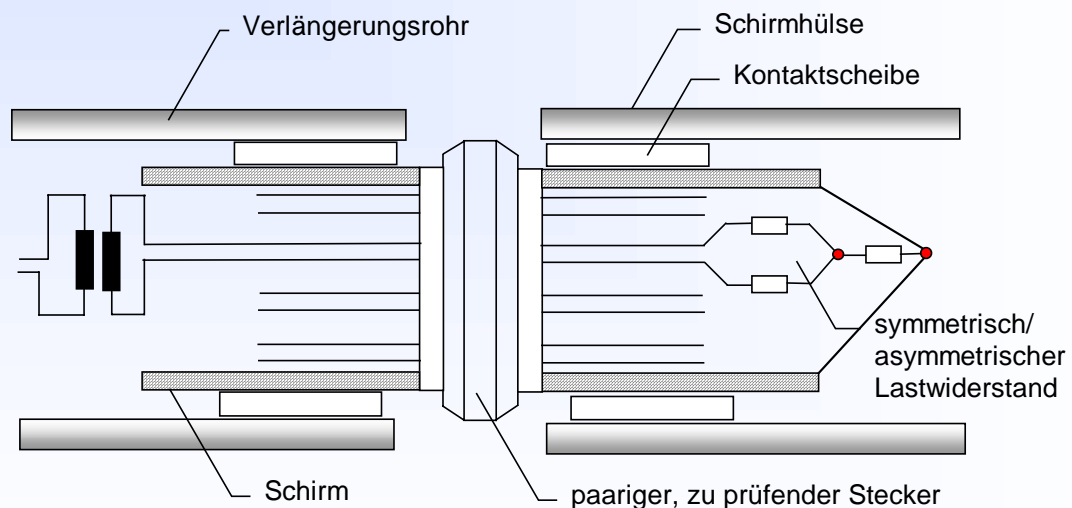 Verlängerungsrohr
Schirmhülse
Kontaktscheibe
symmetrisch/
asymmetrischer
Lastwiderstand
Schirm
paariger, zu prüfender Stecker